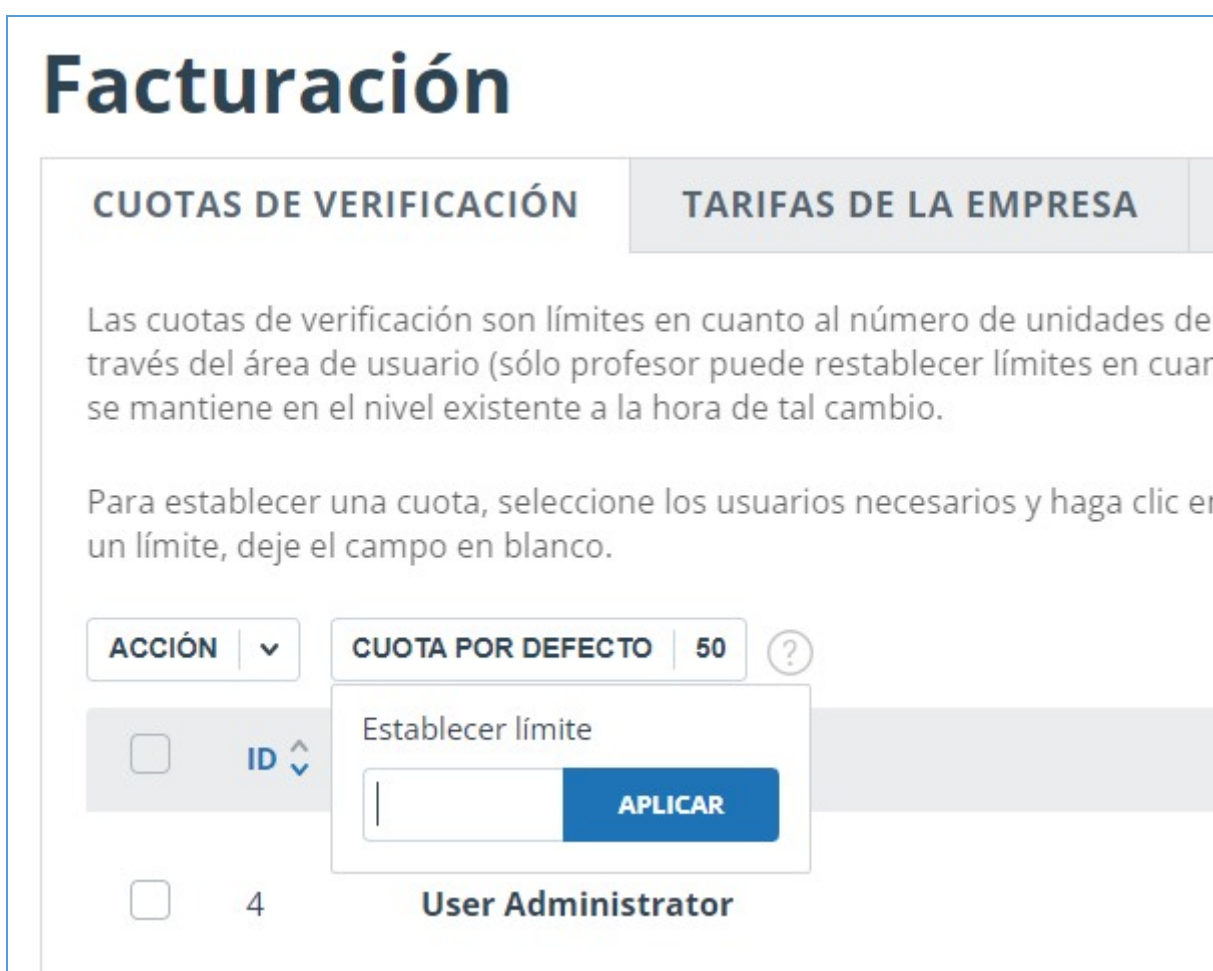 Facturación
CUOTAS DE VERIFICACIÓN TARIFAS DE LA EMPRESA
Las cuotas de verificación son límites en cuanto al número de unidades de
través del área de usuario (sólo profesor puede restablecer límites en cuan
se mantiene en el nivel existente a la hora de tal cambio.
Para establecer una cuota, seleccione los usuarios necesarios y haga clic en
un límite, deje el campo en blanco.
ACCIÓN CUOTA POR DEFECTO 50 ?
Establecer límite
ID
APLICAR
4 User Administrator